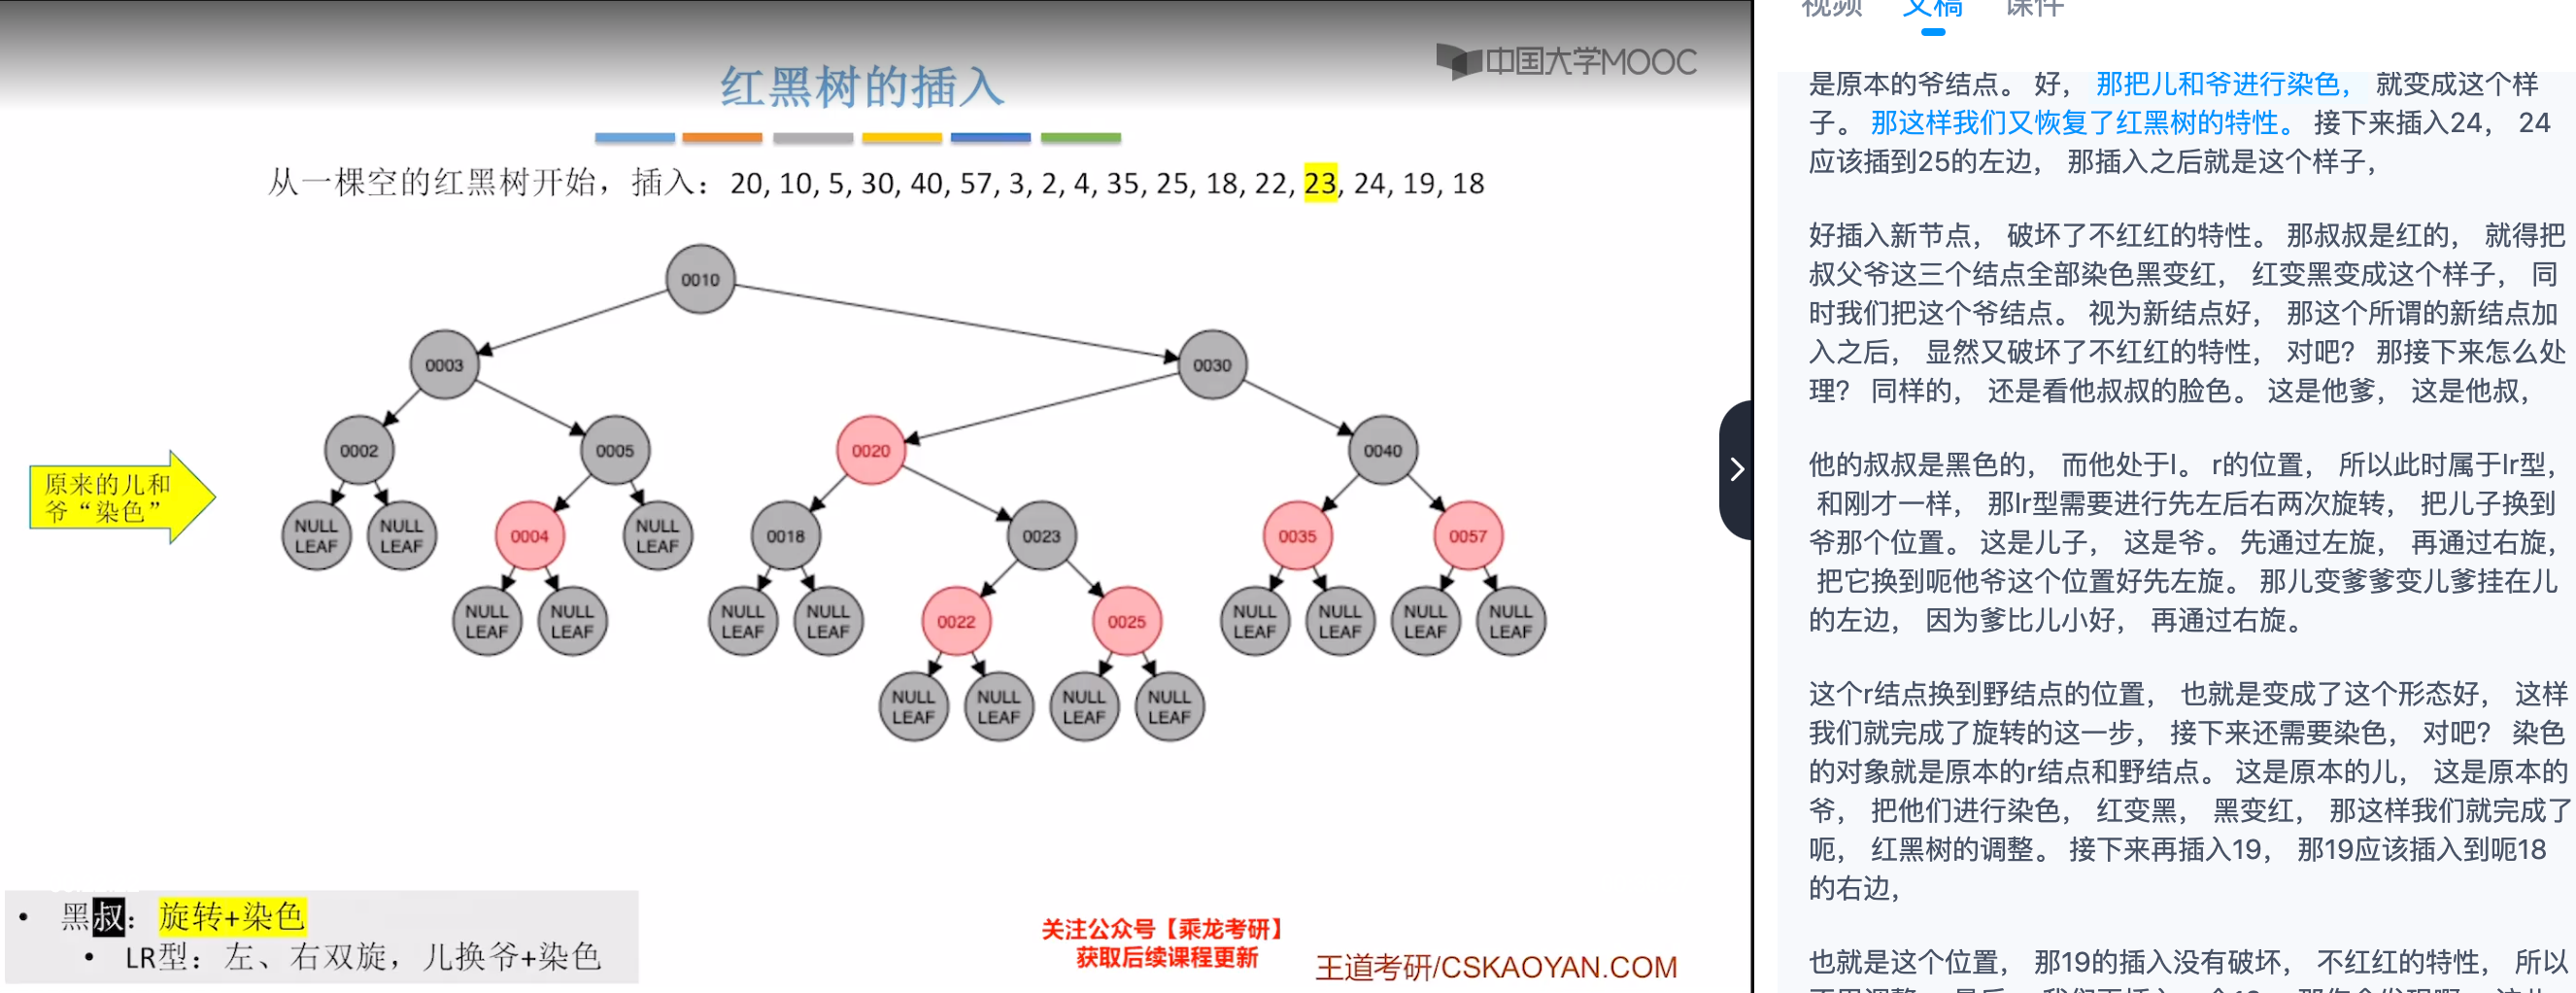 中国大学MOOC
红黑树的插入
从一棵空的红黑树开始，插入：20, 10, 5, 30, 40, 57, 3, 2, 4, 35, 25, 18, 22, 23, 24, 19, 18
0010
0003
0030
0002
0005
0020
0040
原来的儿和
爷“染色”
NULL
LEAF
NULL
LEAF
0004
NULL
LEAF
0018
0023
0035
0057
NULL
LEAF
NULL
LEAF
NULL
LEAF
NULL
LEAF
0022
0025
NULL
LEAF
NULL
LEAF
NULL
LEAF
NULL
LEAF
NULL
LEAF
NULL
LEAF
NULL
LEAF
NULL
LEAF
• 黑叔：旋转+染色
• LR型：左、右双旋，儿换爷+染色
关注公众号【乘龙考研】
获取后续课程更新
王道考研/CSKAOYAN.COM
视频 文稿 课件
是原本的爷结点。 好， 那把儿和爷进行染色， 就变成这个样
子。 那这样我们又恢复了红黑树的特性。 接下来插入24， 24
应该插到25的左边， 那插入之后就是这个样子，
好插入新节点， 破坏了不红红的特性。 那叔叔是红的， 就得把
叔父爷这三个结点全部染色黑变红， 红变黑变成这个样子， 同
时我们把这个爷结点。 视为新结点好， 那这个所谓的新结点加
入之后， 显然又破坏了不红红的特性， 对吧？ 那接下来怎么处
理？ 同样的， 还是看他叔叔的脸色。 这是他爹， 这是他叔，
他的叔叔是黑色的， 而他处于l。 r的位置， 所以此时属于lr型，
和刚才一样， 那lr型需要进行先左后右两次旋转， 把儿子换到
爷那个位置。 这是儿子， 这是爷。 先通过左旋， 再通过右旋，
把它换到呃他爷这个位置好先左旋。 那儿变爹爹变儿爹挂在儿
的左边， 因为爹比儿小好， 再通过右旋。
这个r结点换到野结点的位置， 也就是变成了这个形态好， 这样
我们就完成了旋转的这一步， 接下来还需要染色， 对吧？ 染色
的对象就是原本的r结点和野结点。 这是原本的儿， 这是原本的
爷， 把他们进行染色， 红变黑， 黑变红， 那这样我们就完成了
呃， 红黑树的调整。 接下来再插入19， 那19应该插入到呃18
的右边，
也就是这个位置， 那19的插入没有破坏， 不红红的特性， 所以